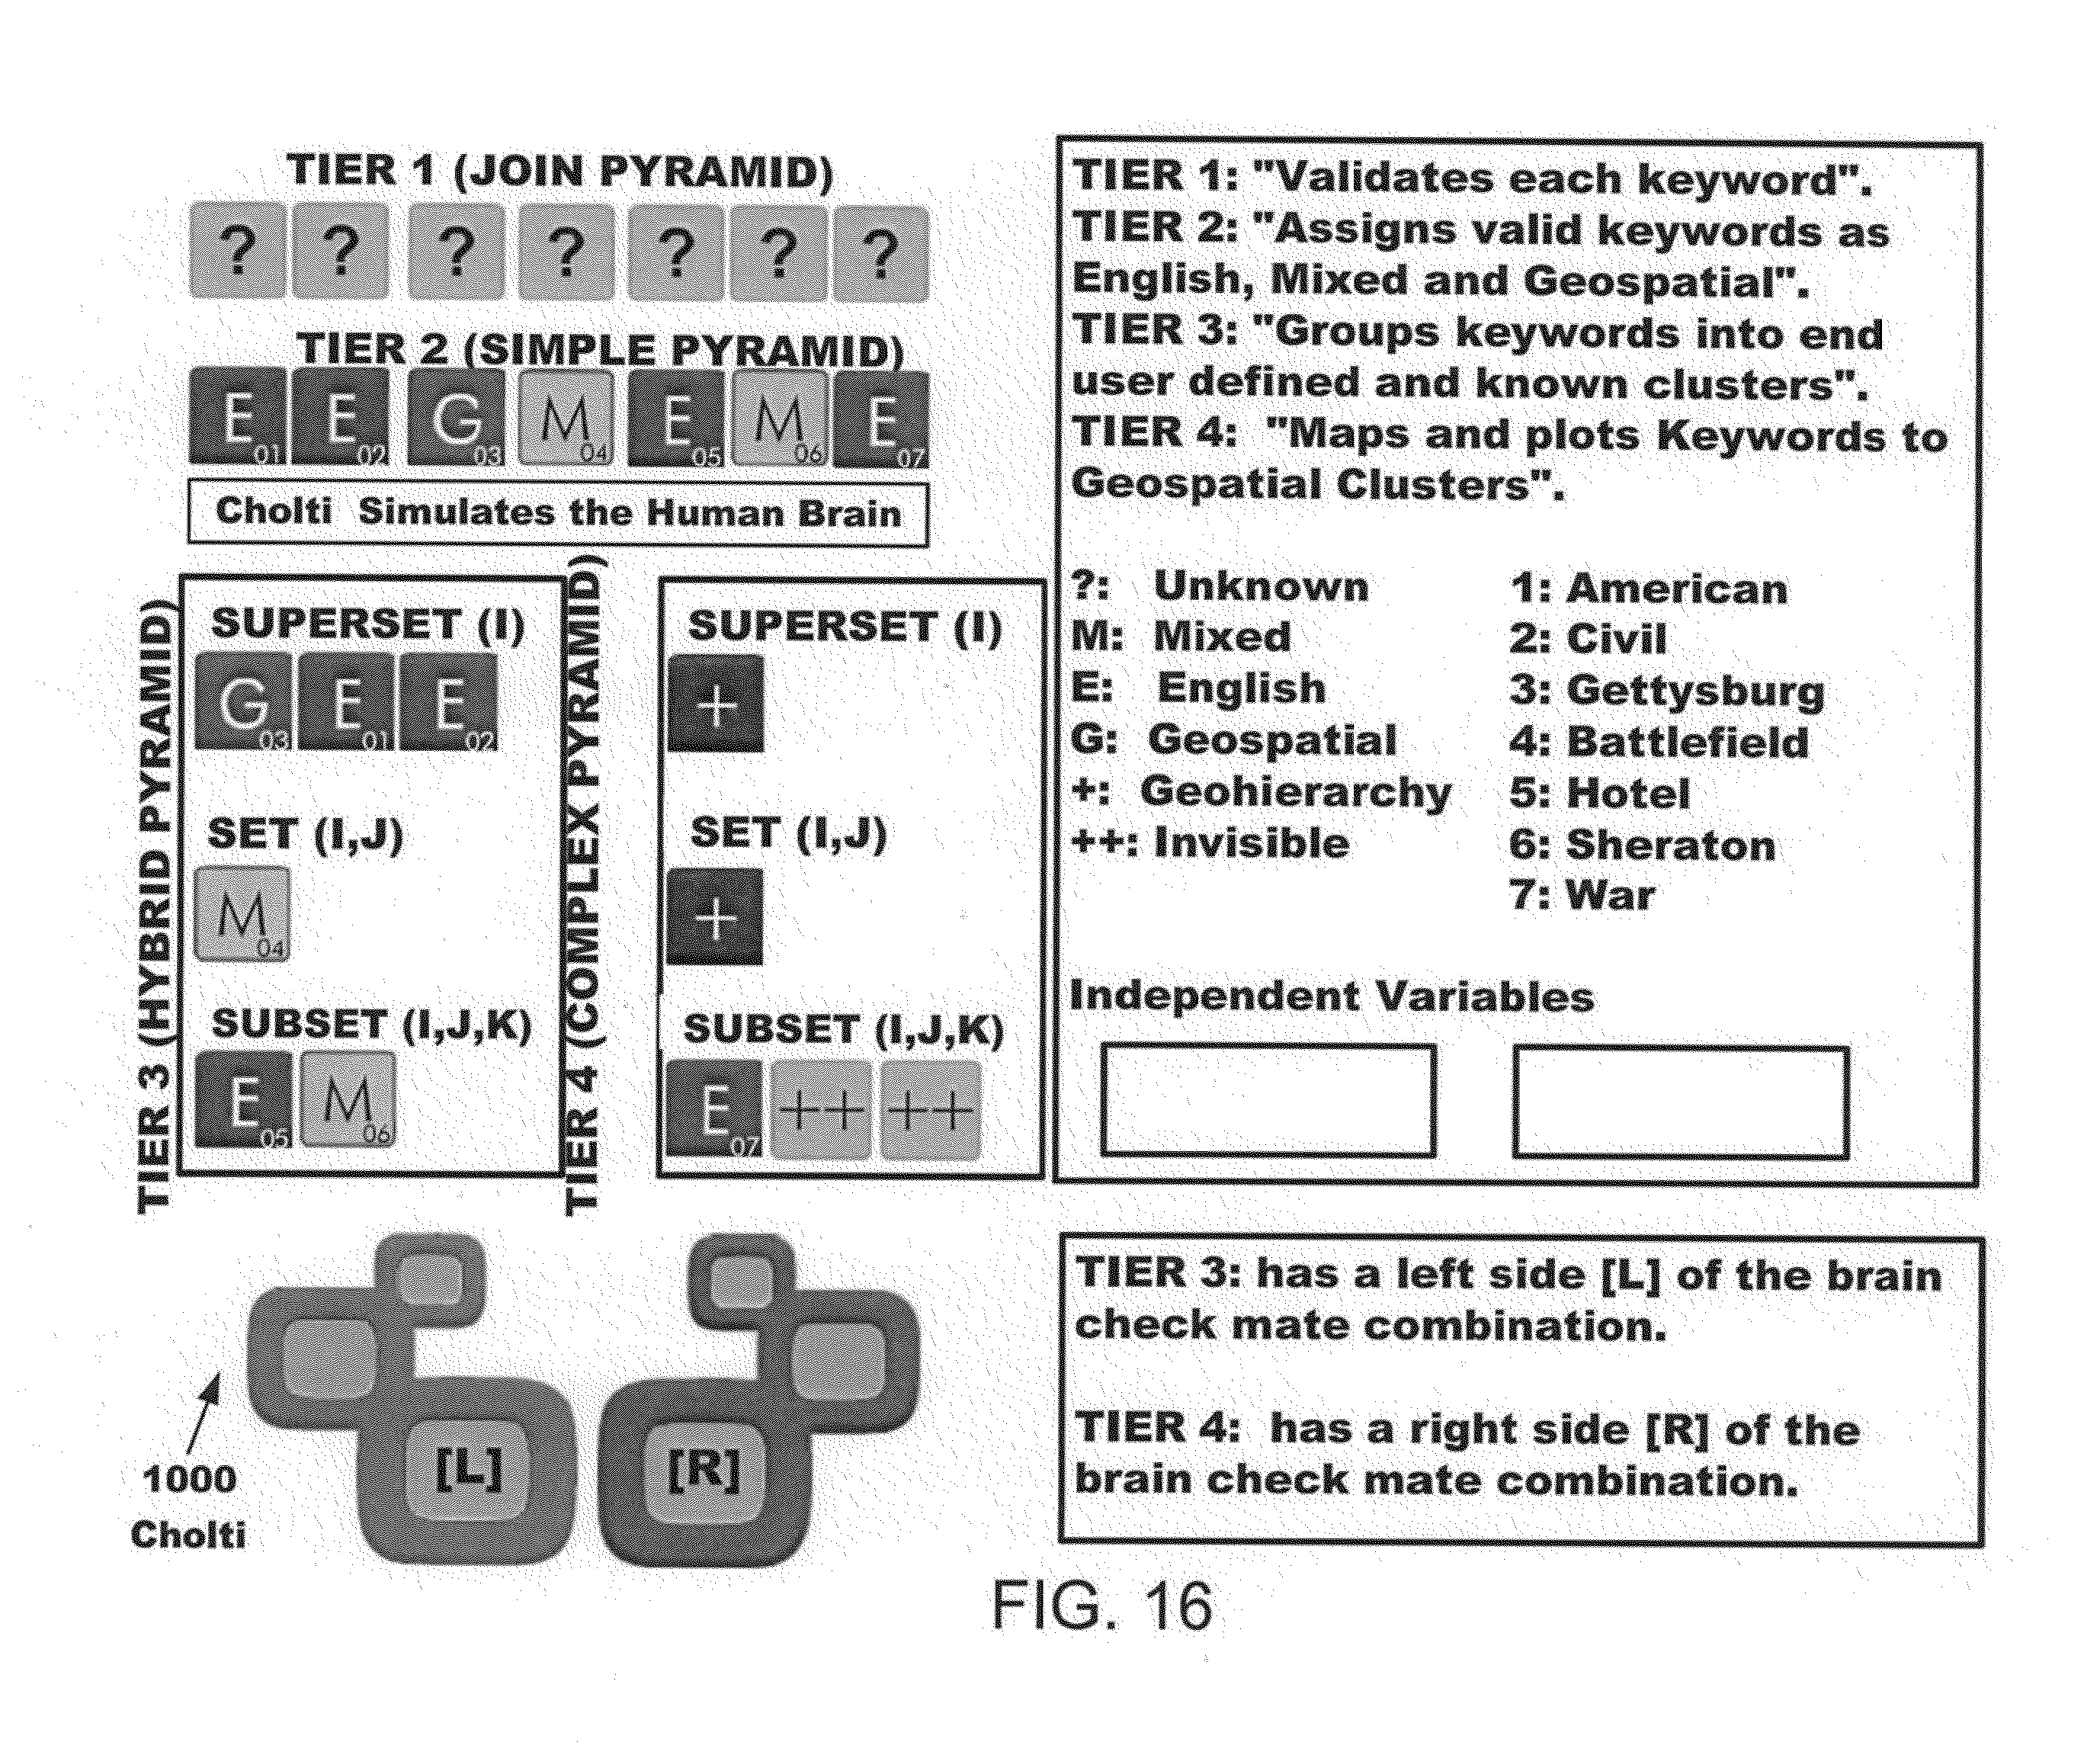 TIER 1 (JOIN PYRAMID)
? ? ? ? ? ? ?
TIER 2 (SIMPLE PYRAMID)
E 01 E 02 G 03 M 04 E 05 M 06 E 07
Cholti Simulates the Human Brain
TIER 3 (HYBRID PYRAMID)
SUPERSET (I)
G 03 E 01 E 02
SET (I,J)
M 04
SUBSET (I,J,K)
E 05 M 06
TIER 4 (COMPLEX PYRAMID)
SUPERSET (I)
+
SET (I,J)
+
SUBSET (I,J,K)
E 07 ++ ++
TIER 1: "Validates each keyword".
TIER 2: "Assigns valid keywords as
English, Mixed and Geospatial".
TIER 3: "Groups keywords into end
user defined and known clusters".
TIER 4: "Maps and plots Keywords to
Geospatial Clusters".
?: Unknown
M: Mixed
E: English
G: Geospatial
+: Geohierarchy
++: Invisible
1: American
2: Civil
3: Gettysburg
4: Battlefield
5: Hotel
6: Sheraton
7: War
Independent Variables
[L]
[R]
1000
Cholti
TIER 3: has a left side [L] of the brain
check mate combination.
TIER 4: has a right side [R] of the
brain check mate combination.
FIG. 16